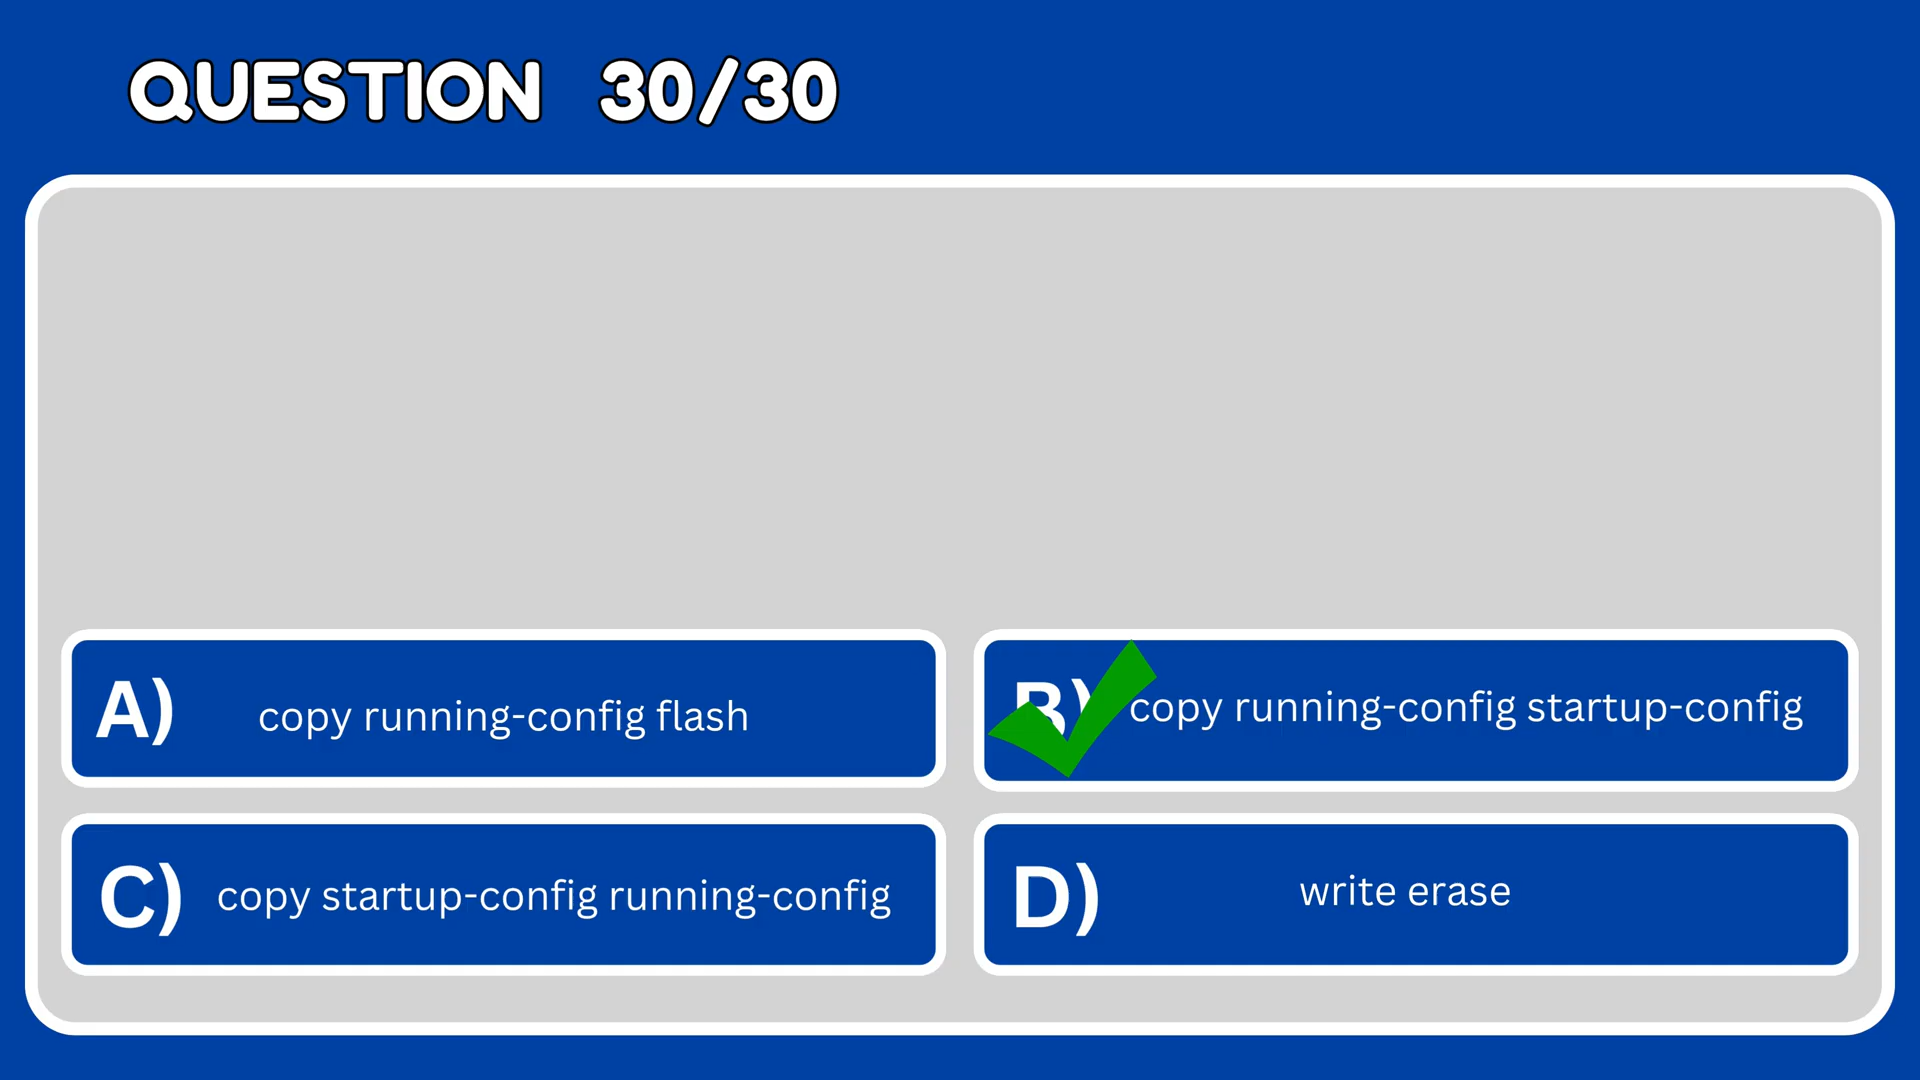 QUESTION 30/30
A) copy running-config flash
B) copy running-config startup-config
C) copy startup-config running-config
D) write erase